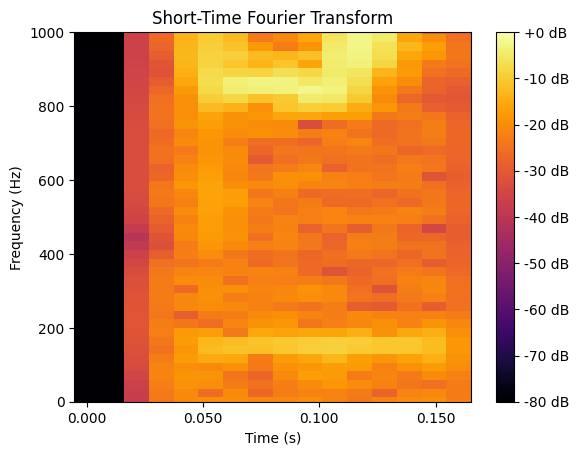 Short-Time Fourier Transform
Frequency (Hz)
1000
800
600
400
200
0
0.000
0.050
0.100
0.150
Time (s)
+0 dB
-10 dB
-20 dB
-30 dB
-40 dB
-50 dB
-60 dB
-70 dB
-80 dB